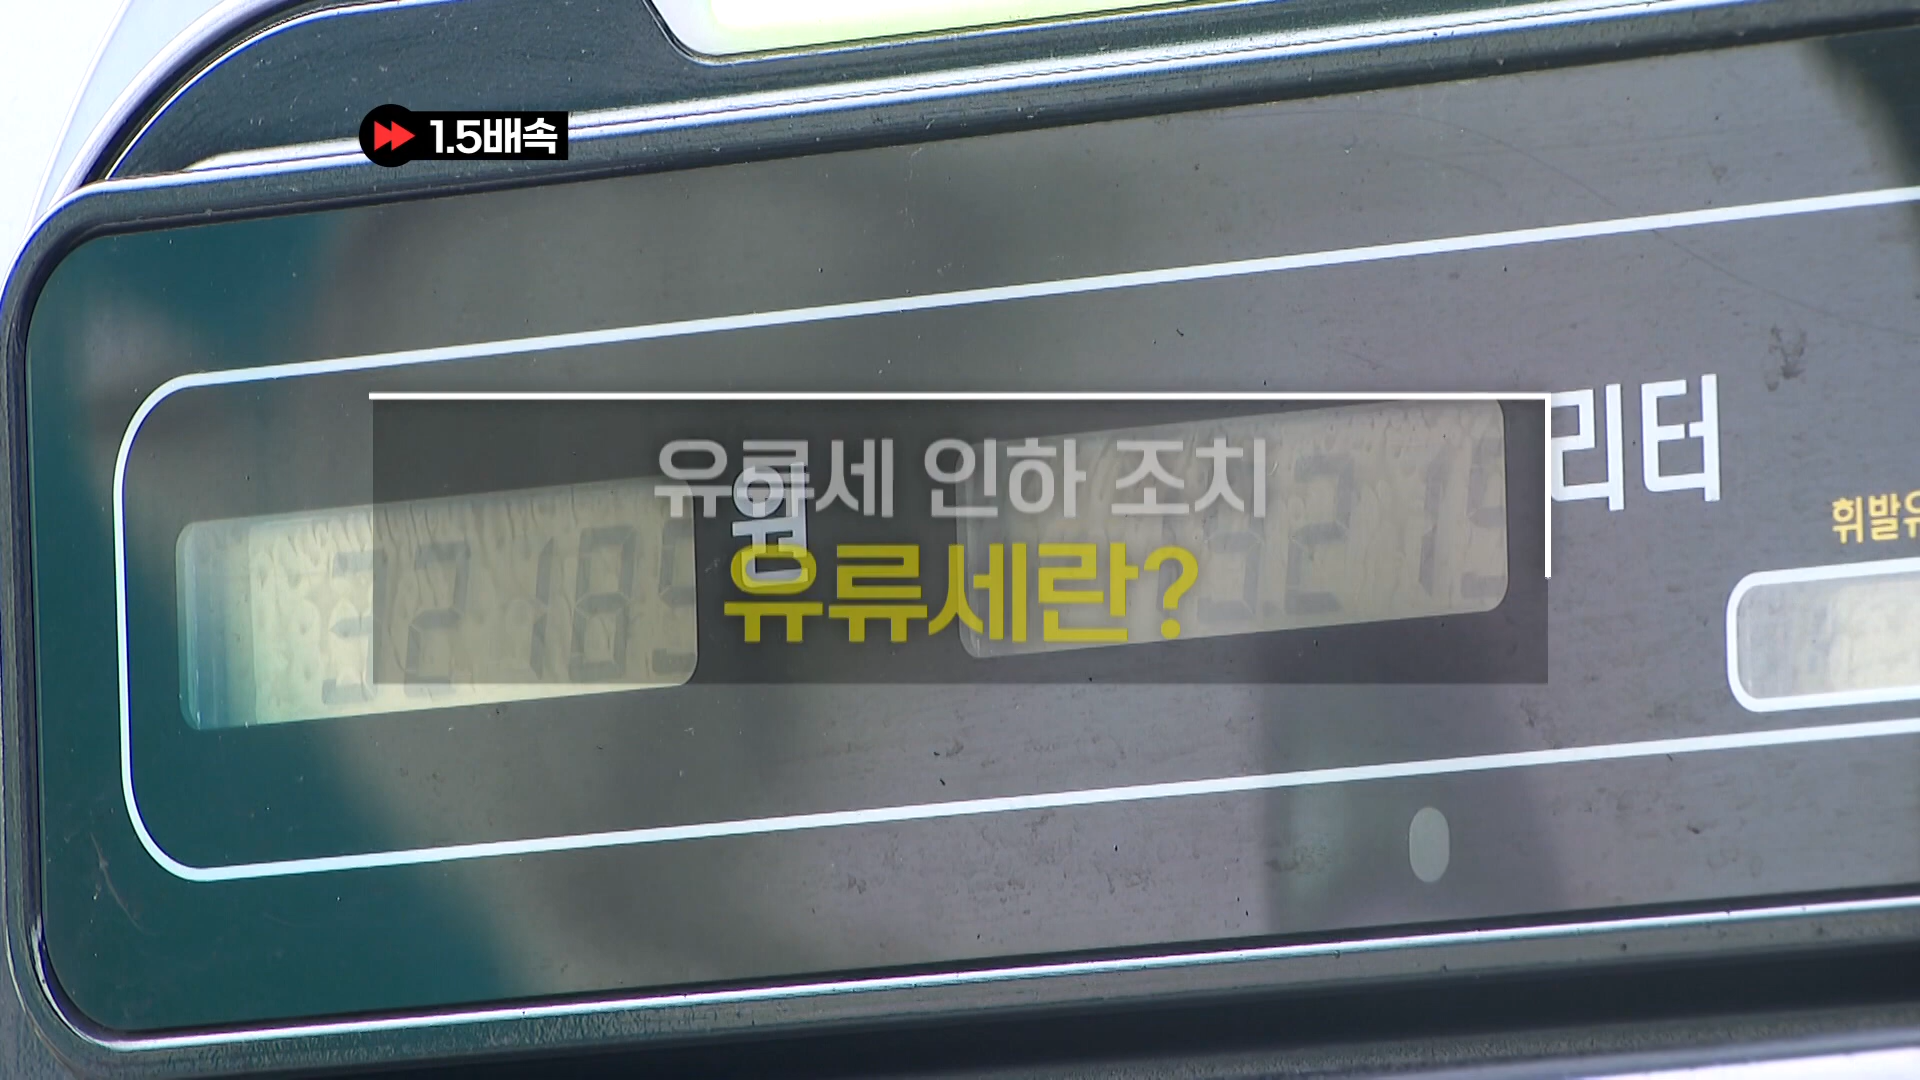 1.5배속
리터
유류세 인하 조치
원
휘발유
유류세란?